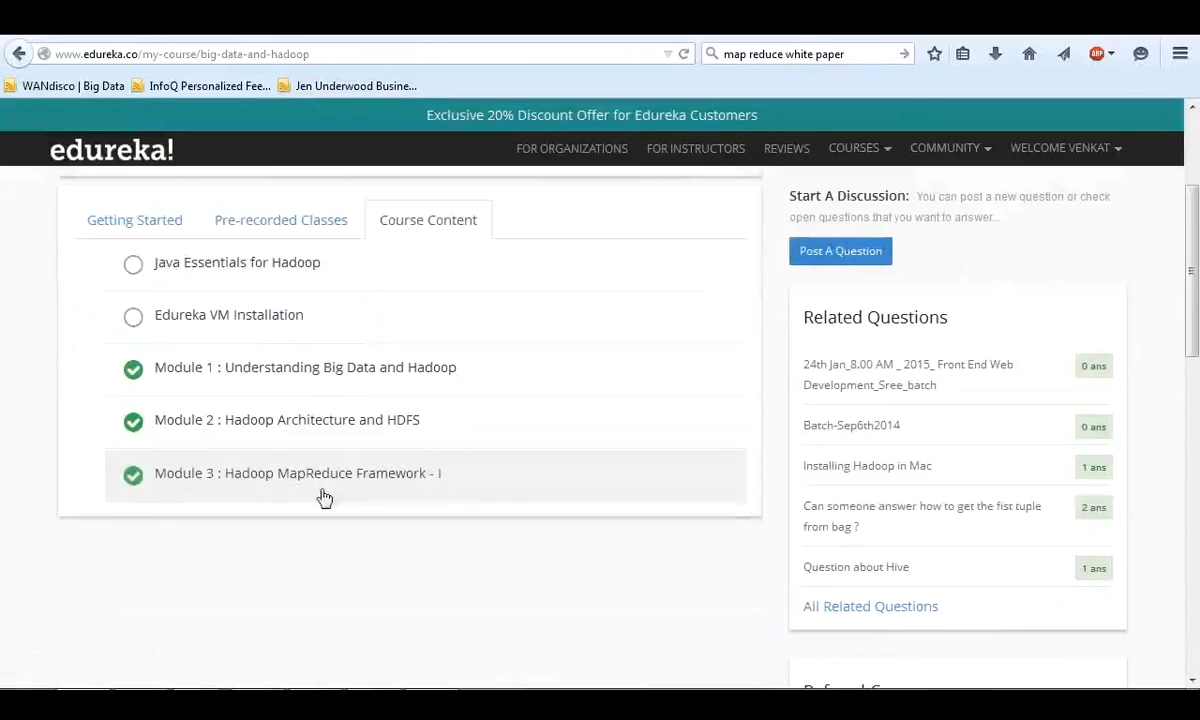 www.edureka.co/my-course/big-data-and-hadoop
map reduce white paper
ABP
WANdisco | Big Data
InfoQ Personalized Fee...
Jen Underwood Busine...
Exclusive 20% Discount Offer for Edureka Customers
edureka!
FOR ORGANIZATIONS
FOR INSTRUCTORS
REVIEWS
COURSES
COMMUNITY
WELCOME VENKAT
Getting Started
Pre-recorded Classes
Course Content
Java Essentials for Hadoop
Edureka VM Installation
Module 1 : Understanding Big Data and Hadoop
Module 2 : Hadoop Architecture and HDFS
Module 3 : Hadoop MapReduce Framework - I
Start A Discussion: You can post a new question or check
open questions that you want to answer...
Post A Question
Related Questions
24th Jan_8.00 AM _ 2015_ Front End Web
Development_Sree_batch
0 ans
Batch-Sep6th2014
0 ans
Installing Hadoop in Mac
1 ans
Can someone answer how to get the fist tuple
from bag ?
2 ans
Question about Hive
1 ans
All Related Questions